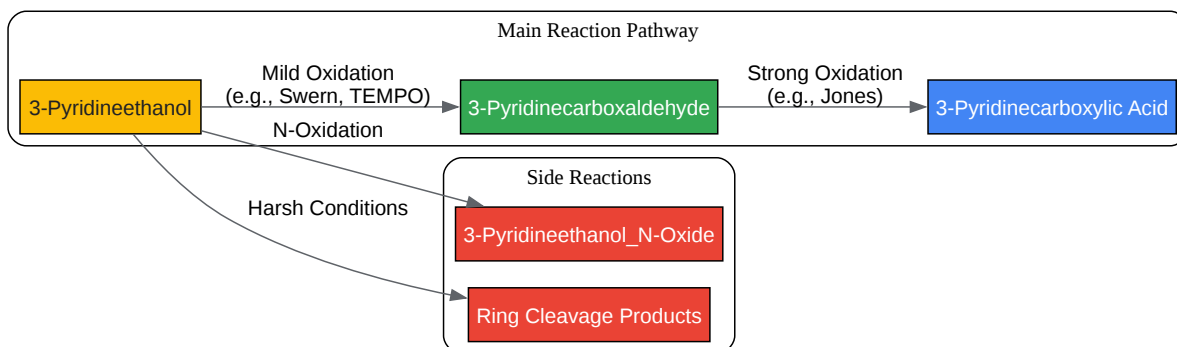 Main Reaction Pathway
3-Pyridineethanol
Mild Oxidation
(e.g., Swern, TEMPO)
3-Pyridinecarboxaldehyde
Strong Oxidation
(e.g., Jones)
3-Pyridinecarboxylic Acid
N-Oxidation
Harsh Conditions
Side Reactions
3-Pyridineethanol_N-Oxide
Ring Cleavage Products